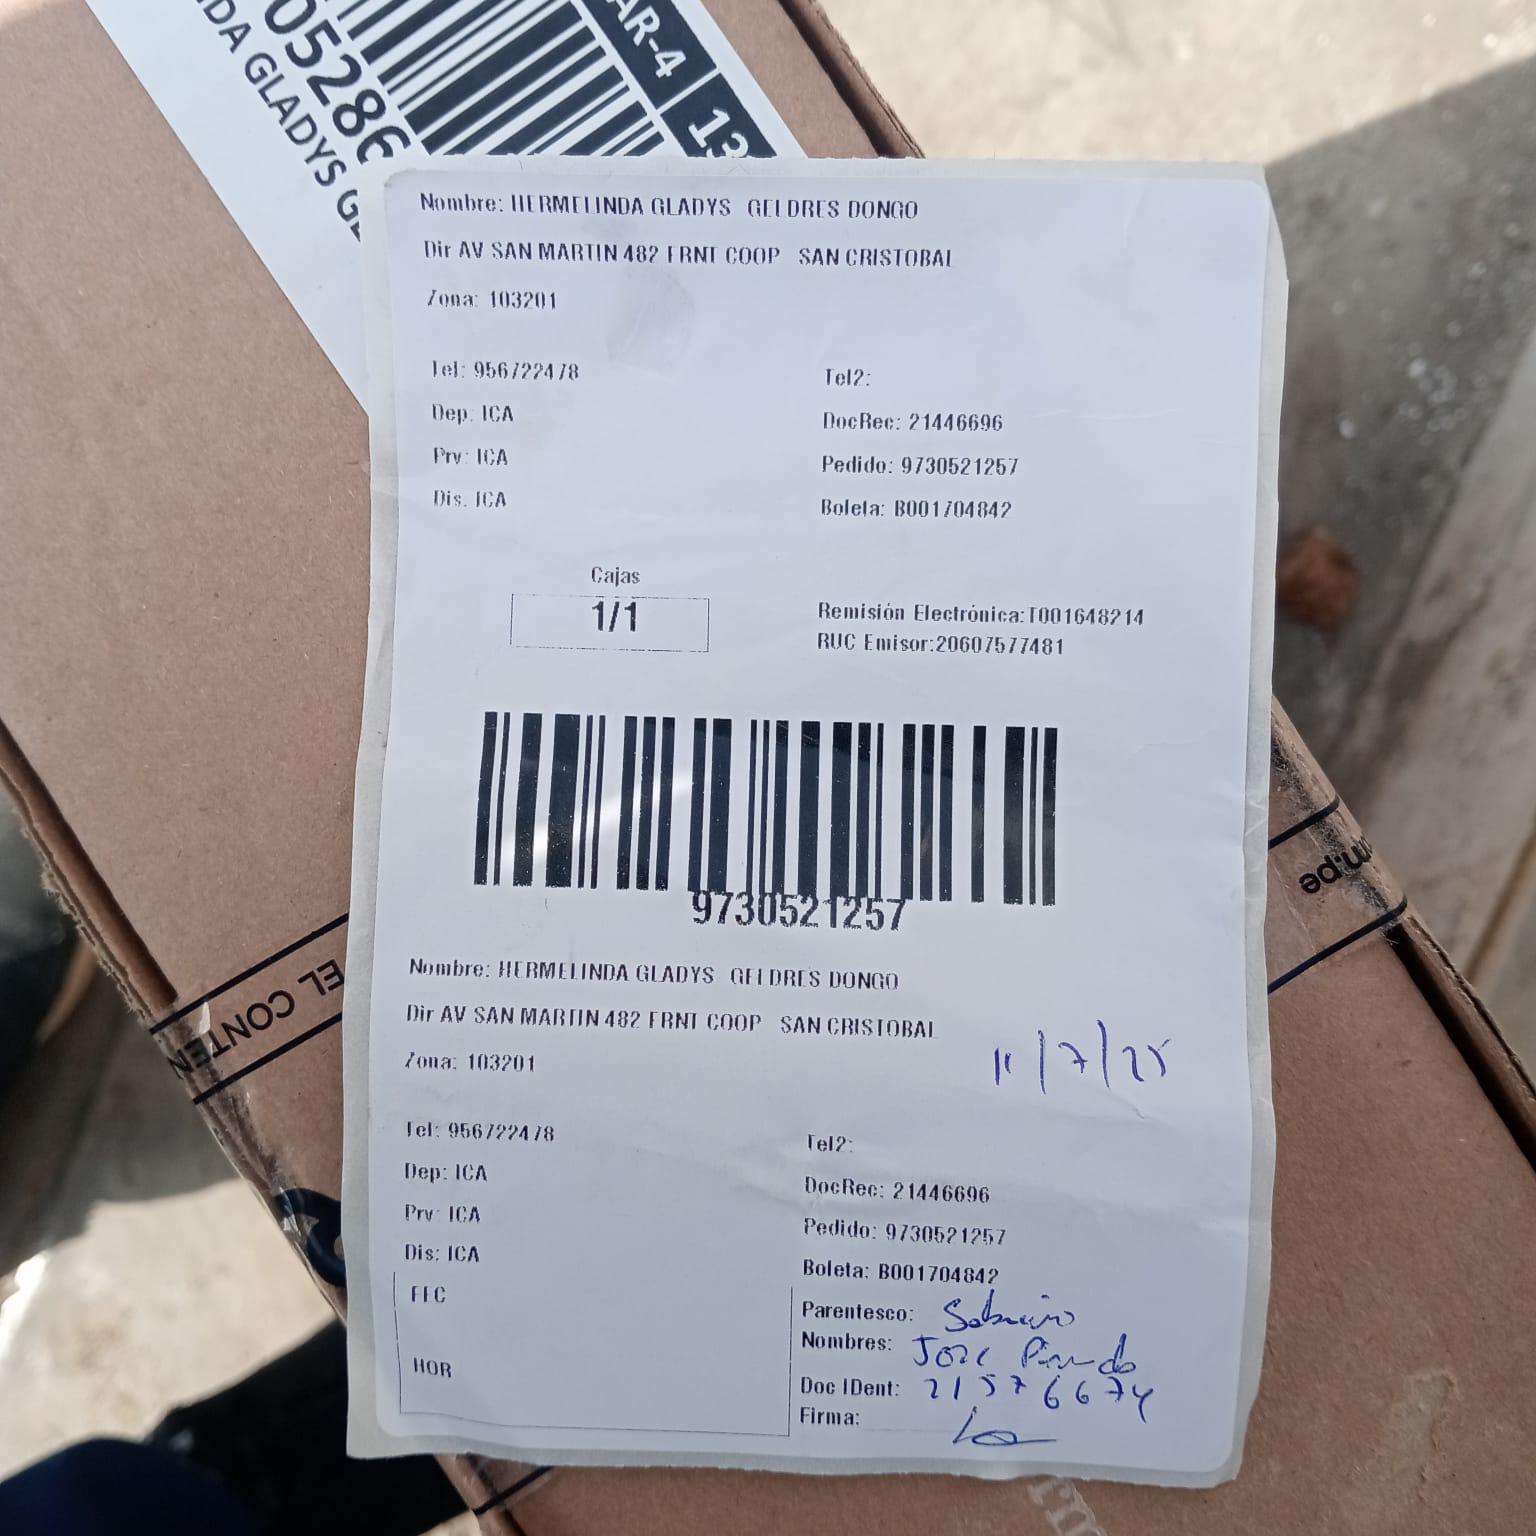 AR-4 13
05286
DA GLADYS GE
Nombre: HERMELINDA GLADYS GELDRES DONGO
Dir AV SAN MARTIN 482 FRNT COOP SAN CRISTOBAL
Zona: 103201
Tel: 956722478
Tel2:
Dep. ICA
DocRec: 21446696
Prv: ICA
Pedido: 9730521257
Dis. ICA
Boleta: B001704842
Cajas
1/1
Remisión Electrónica:T001648214
RUC Emisor:20607577481
9730521257
Nombre: HERMELINDA GLADYS GELDRES DONGO
Dir AV SAN MARTIN 482 FRNT COOP SAN CRISTOBAL
Zona: 103201
11/7/25
Tel: 956722478
Tel2:
Dep: ICA
DocRec: 21446696
Prv: ICA
Pedido: 9730521257
Dis: ICA
Boleta: B001704842
FEC
Parentesco: Sobrino
Nombres: Jose
HOR
Doc IDent: 21576674
Firma:
EL CONTEN
m.pe